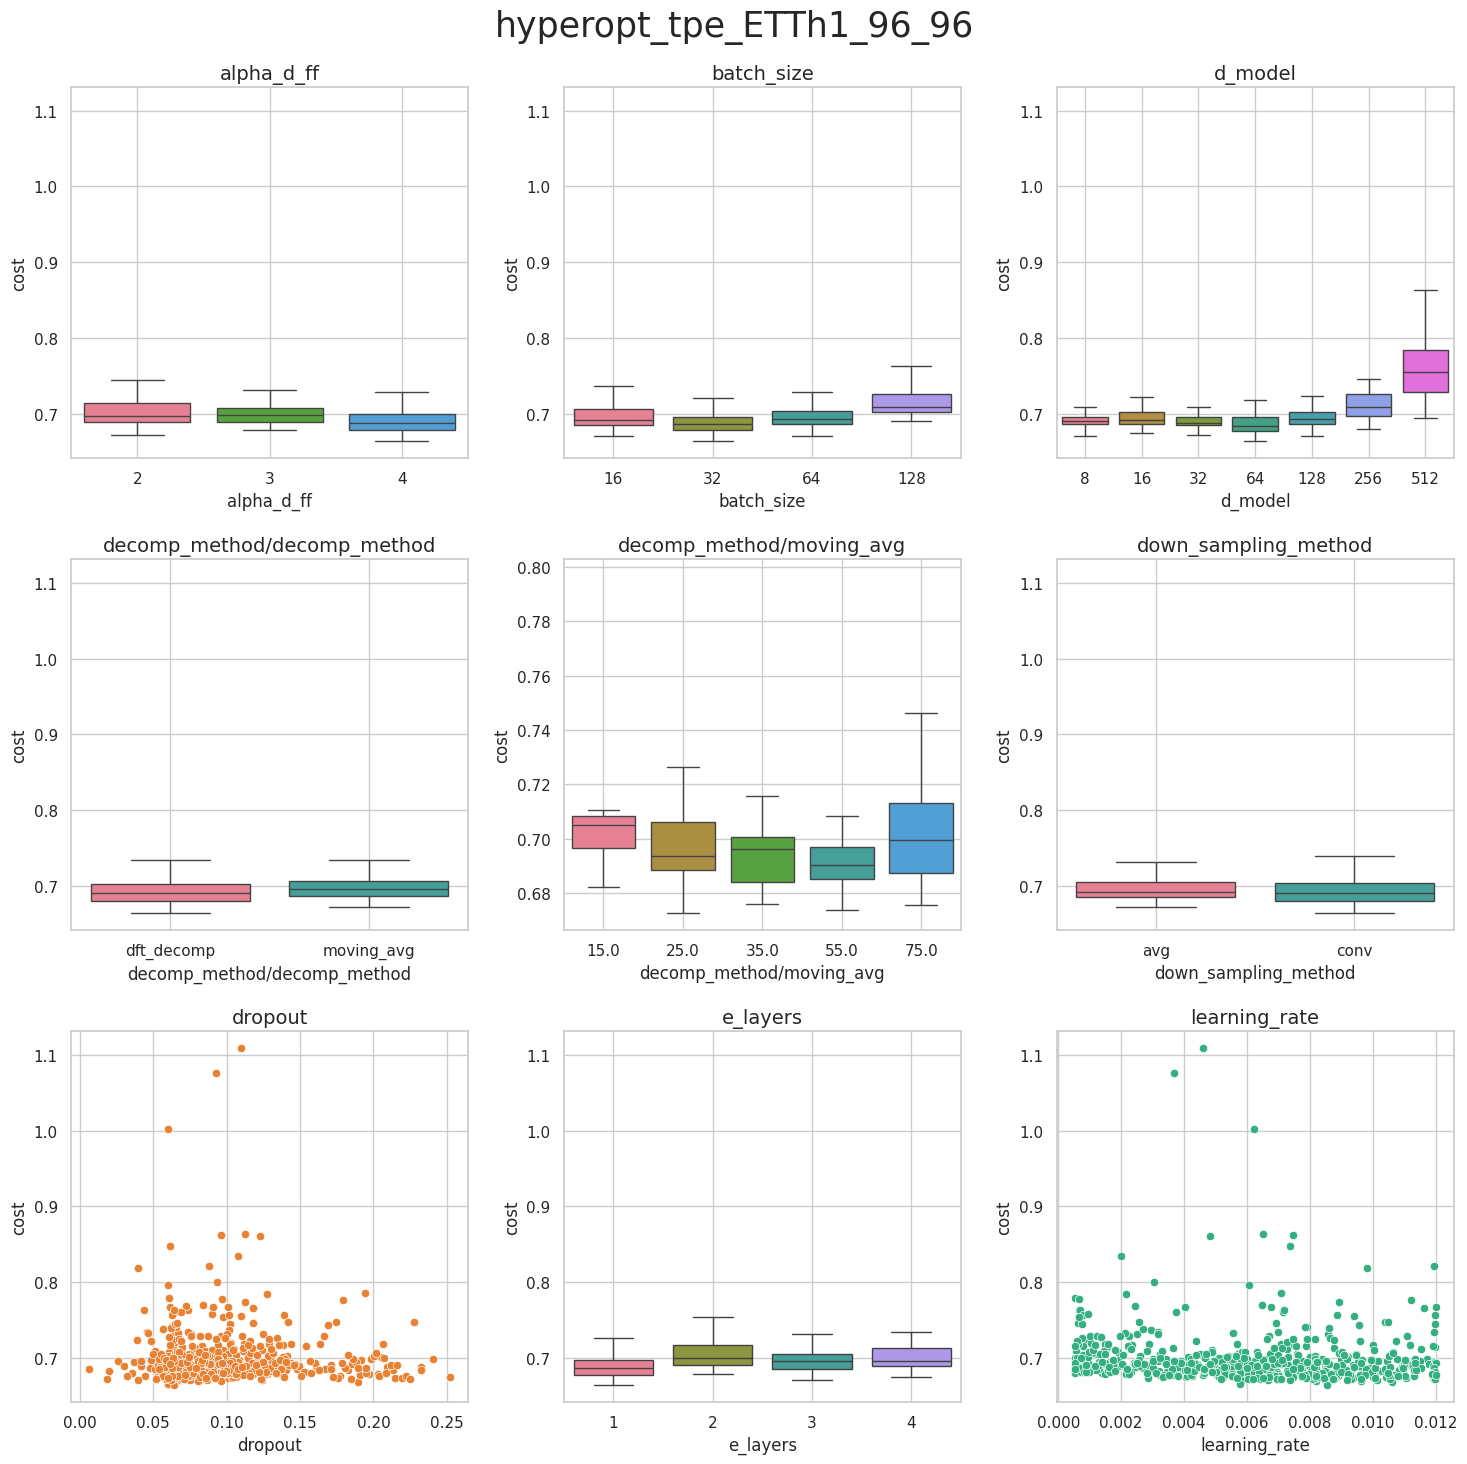 hyperopt_tpe_ETTh1_96_96
alpha_d_ff
cost
1.1
1.0
0.9
0.8
0.7
2 3 4
alpha_d_ff
batch_size
cost
1.1
1.0
0.9
0.8
0.7
16 32 64 128
batch_size
d_model
cost
1.1
1.0
0.9
0.8
0.7
8 16 32 64 128 256 512
d_model
decomp_method/decomp_method
cost
1.1
1.0
0.9
0.8
0.7
dft_decomp moving_avg
decomp_method/decomp_method
decomp_method/moving_avg
cost
0.80
0.78
0.76
0.74
0.72
0.70
0.68
15.0 25.0 35.0 55.0 75.0
decomp_method/moving_avg
down_sampling_method
cost
1.1
1.0
0.9
0.8
0.7
avg conv
down_sampling_method
dropout
cost
1.1
1.0
0.9
0.8
0.7
0.00 0.05 0.10 0.15 0.20 0.25
dropout
e_layers
cost
1.1
1.0
0.9
0.8
0.7
1 2 3 4
e_layers
learning_rate
cost
1.1
1.0
0.9
0.8
0.7
0.000 0.002 0.004 0.006 0.008 0.010 0.012
learning_rate